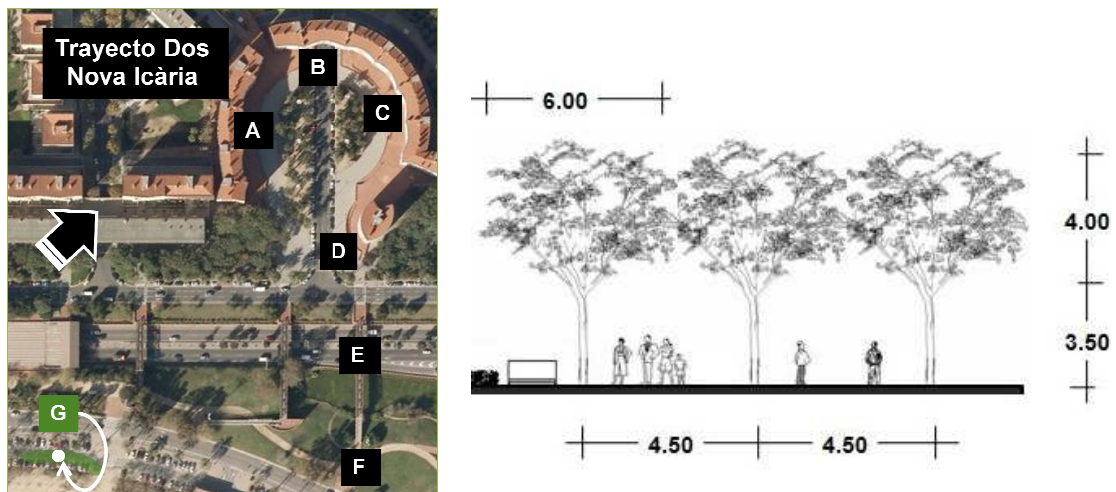 Trayecto Dos
Nova Icària
B
C
A
D
E
G
F
6.00
4.00
3.50
4.50
4.50